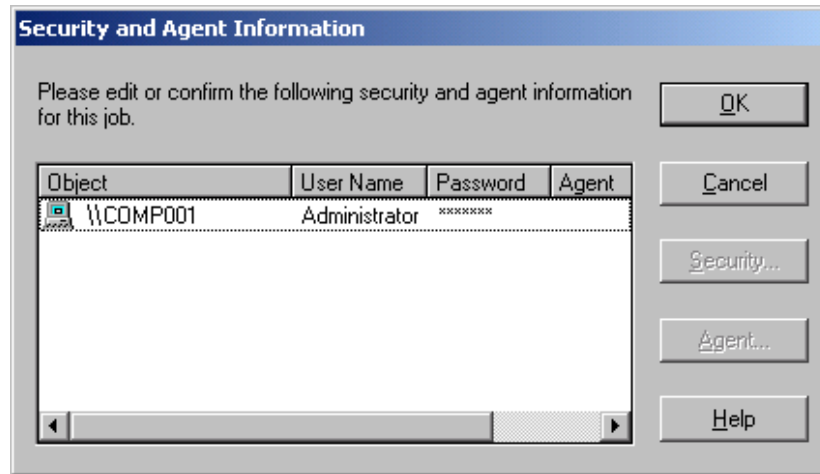 Security and Agent Information
Please edit or confirm the following security and agent information
for this job.
OK
Object User Name Password Agent
Cancel
\\COMP001 Administrator *******
Security...
Agent...
Help